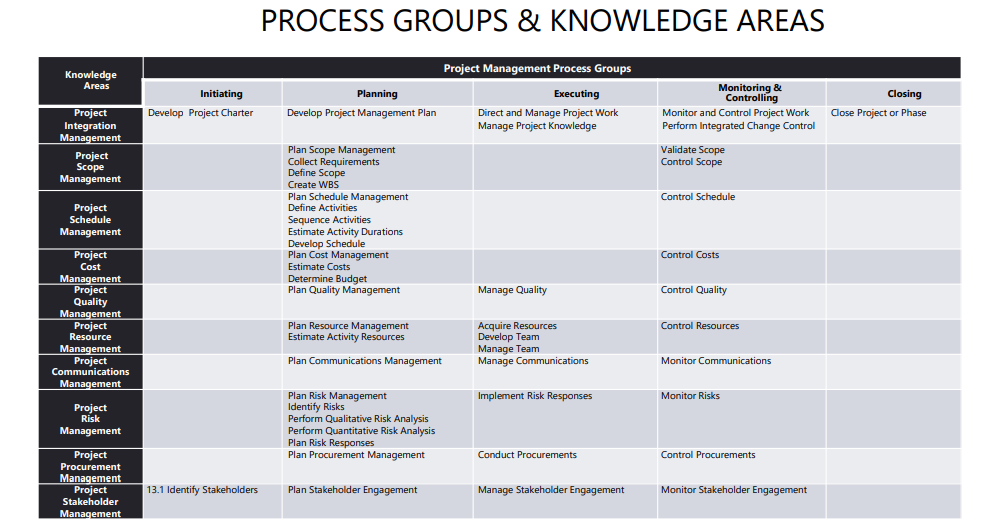 PROCESS GROUPS & KNOWLEDGE AREAS
Knowledge
Areas
Project Management Process Groups
Initiating
Planning
Executing
Monitoring &
Controlling
Closing
Project
Integration
Management
Develop Project Charter
Develop Project Management Plan
Direct and Manage Project Work
Manage Project Knowledge
Monitor and Control Project Work
Perform Integrated Change Control
Close Project or Phase
Project
Scope
Management
Plan Scope Management
Collect Requirements
Define Scope
Create WBS
Validate Scope
Control Scope
Project
Schedule
Management
Plan Schedule Management
Define Activities
Sequence Activities
Estimate Activity Durations
Develop Schedule
Control Schedule
Project
Cost
Management
Plan Cost Management
Estimate Costs
Determine Budget
Control Costs
Project
Quality
Management
Plan Quality Management
Manage Quality
Control Quality
Project
Resource
Management
Plan Resource Management
Estimate Activity Resources
Acquire Resources
Develop Team
Manage Team
Control Resources
Project
Communications
Management
Plan Communications Management
Manage Communications
Monitor Communications
Project
Risk
Management
Plan Risk Management
Identify Risks
Perform Qualitative Risk Analysis
Perform Quantitative Risk Analysis
Plan Risk Responses
Implement Risk Responses
Monitor Risks
Project
Procurement
Management
Plan Procurement Management
Conduct Procurements
Control Procurements
Project
Stakeholder
Management
13.1 Identify Stakeholders
Plan Stakeholder Engagement
Manage Stakeholder Engagement
Monitor Stakeholder Engagement